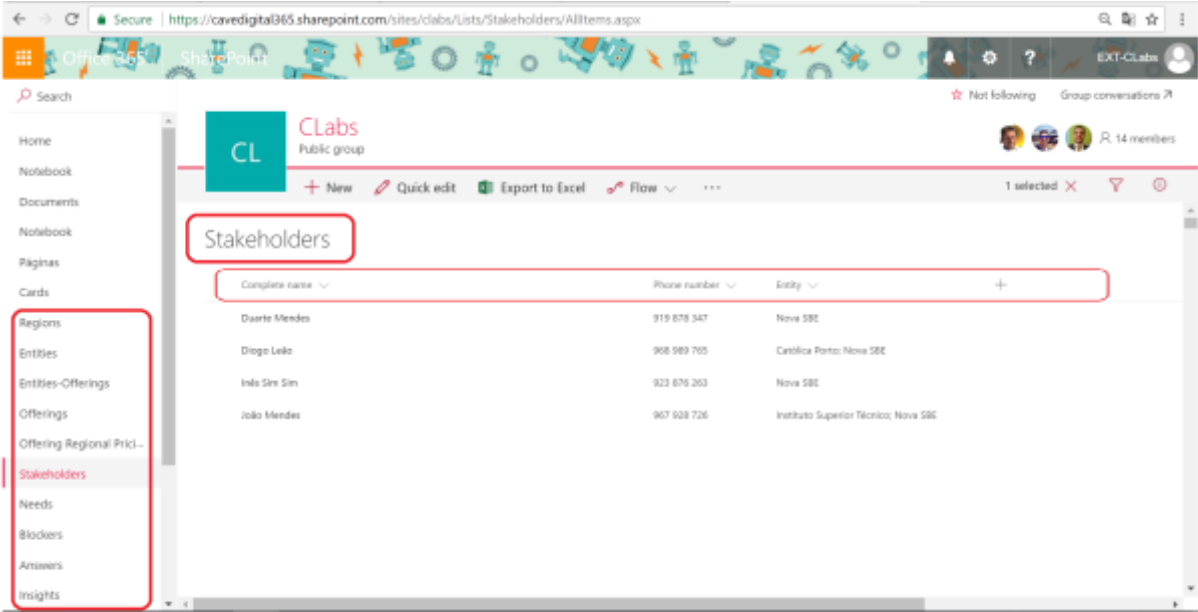 Secure | https://cavedigital365.sharepoint.com/sites/clabs/Lists/Stakeholders/AllItems.aspx
Office 365 SharePoint ? EXT-CLabs
Search
Not following Group conversations
CL
CLabs
Public group
14 members
New Quick edit Export to Excel Flow ... 1 selected
Home
Notebook
Documents
Notebook
Páginas
Cards
Regions
Entities
Entities-Offerings
Offerings
Offering Regional Prici...
Stakeholders
Needs
Blockers
Answers
Insights
Stakeholders
Complete name Phone number Entity
Duarte Mendes 919 878 347 Nova SBE
Diogo Leão 968 989 765 Católica Porto; Nova SBE
Inês Sim Sim 923 876 263 Nova SBE
João Mendes 967 928 726 Instituto Superior Técnico; Nova SBE